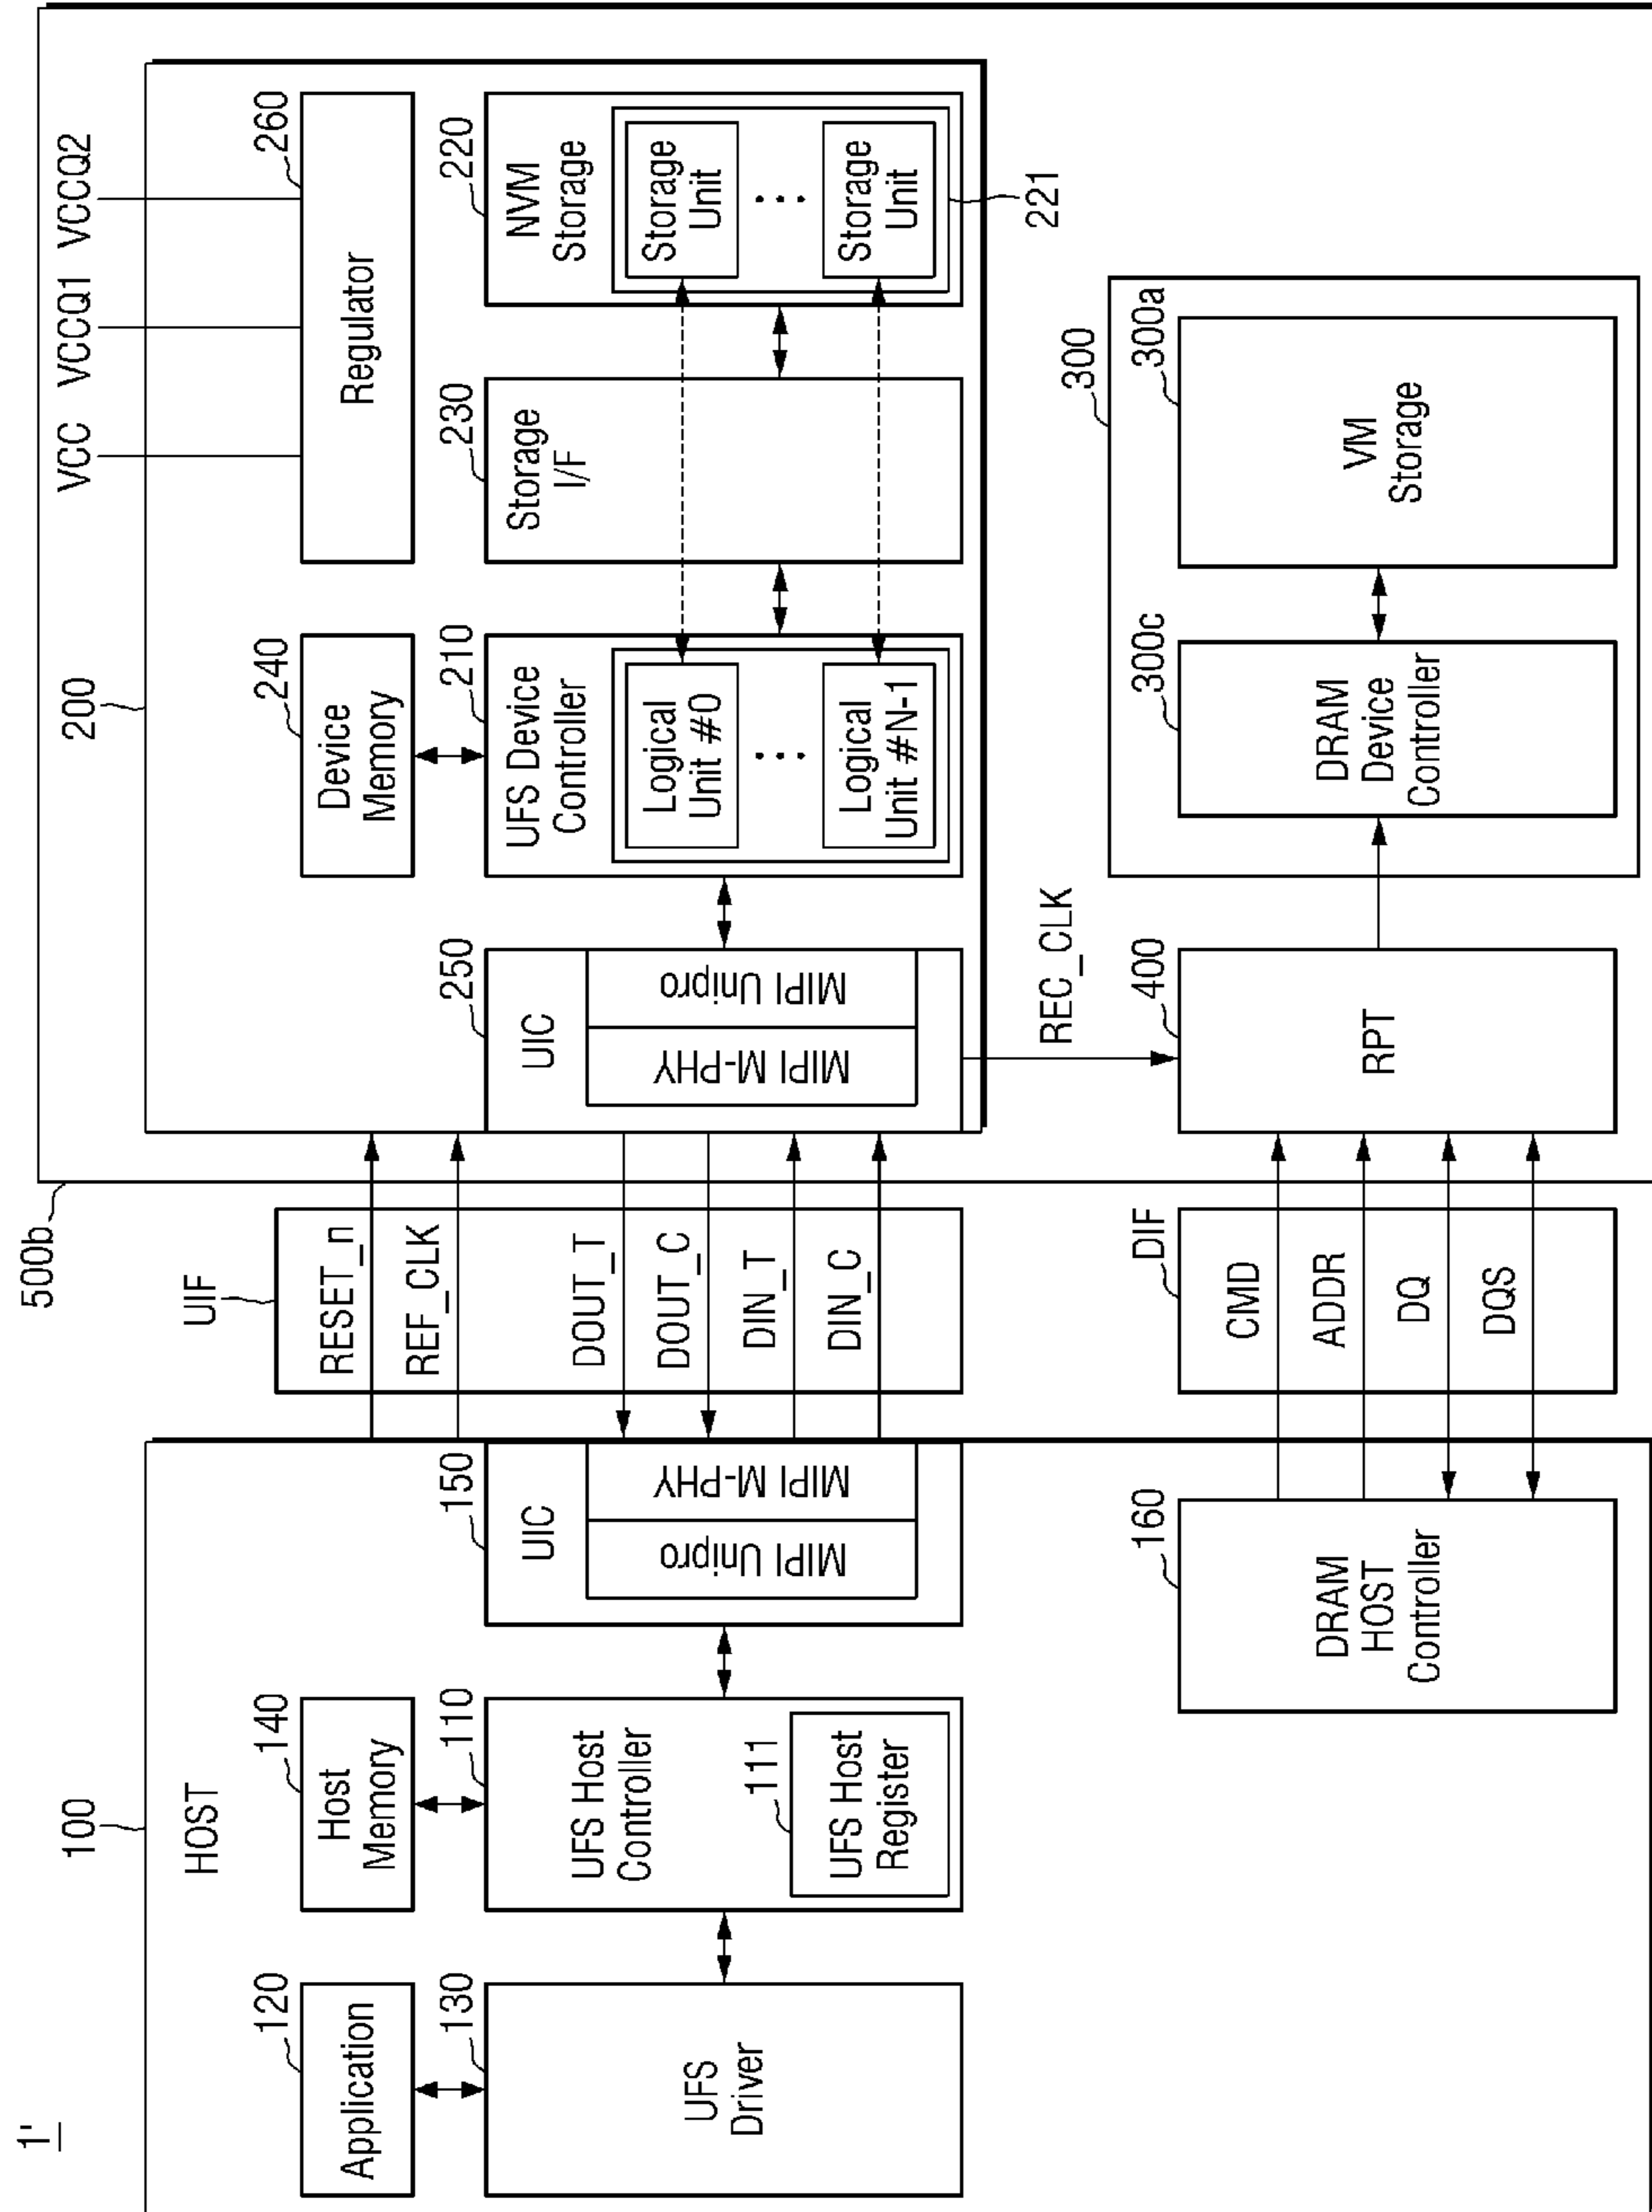 1'
100
HOST
120
Application
130
UFS
Driver
140
Host
Memory
110
UFS Host
Controller
111
UFS Host
Register
150
UIC
MIPI Unipro
MIPI M-PHY
160
DRAM
HOST
Controller
UIF
RESET_n
REF_CLK
DOUT_T
DOUT_C
DIN_T
DIN_C
DIF
CMD
ADDR
DQ
DQS
500b
200
VCC
VCCQ1
VCCQ2
250
UIC
MIPI M-PHY
MIPI Unipro
240
Device
Memory
210
UFS Device
Controller
Logical
Unit #0
⋮
Logical
Unit #N-1
230
Storage
I/F
260
Regulator
220
NVM
Storage
Storage
Unit
⋮
Storage
Unit
221
REC_CLK
400
RPT
300
300c
DRAM
Device
Controller
300a
VM
Storage